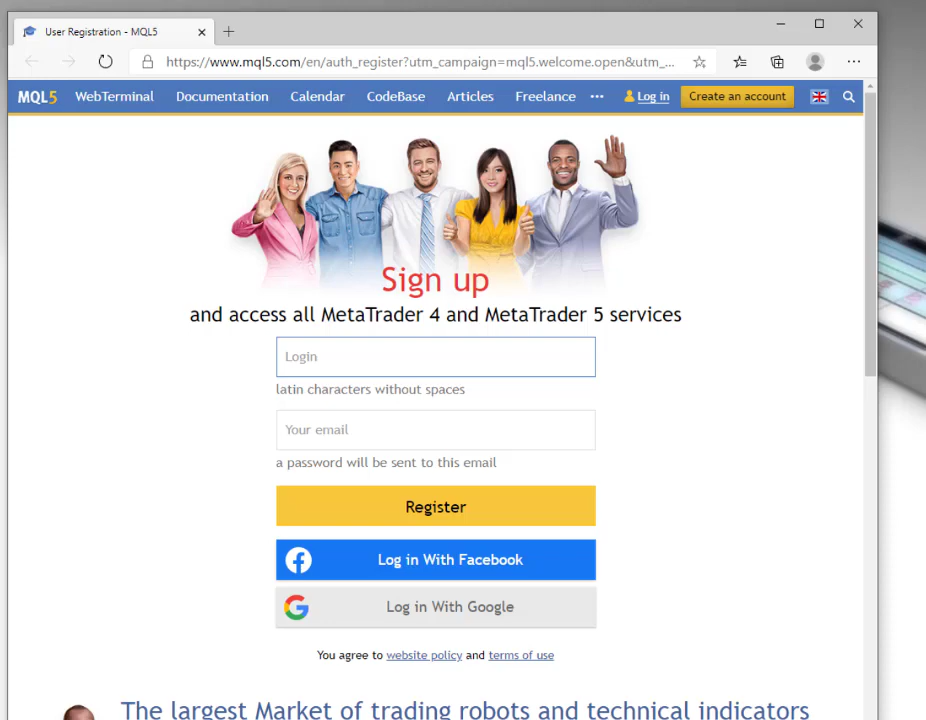 User Registration - MQL5
https://www.mql5.com/en/auth_register?utm_campaign=mql5.welcome.open&utm_...
MQL5 WebTerminal Documentation Calendar CodeBase Articles Freelance ... Log in Create an account
Sign up
and access all MetaTrader 4 and MetaTrader 5 services
Login
latin characters without spaces
Your email
a password will be sent to this email
Register
Log in With Facebook
Log in With Google
You agree to website policy and terms of use
The largest Market of trading robots and technical indicators